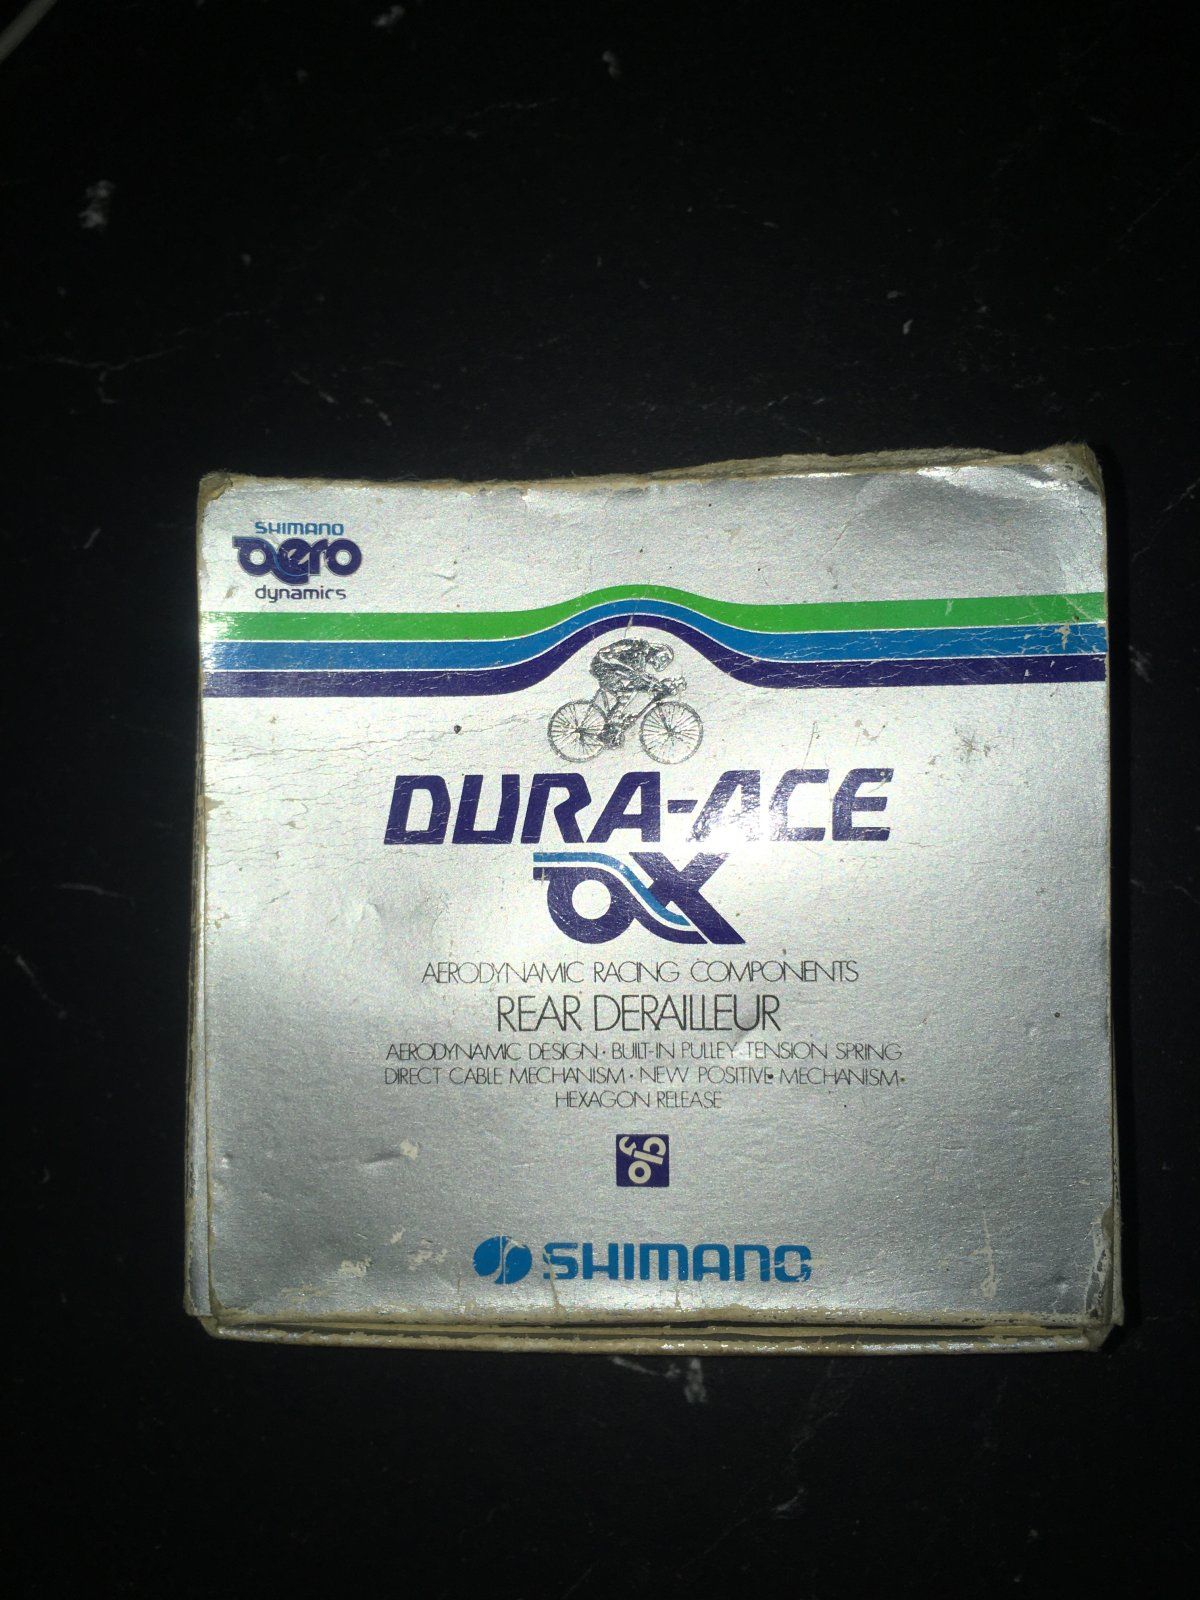 SHIMANO
aero
dynamics
DURA-ACE
AX
AERODYNAMIC RACING COMPONENTS
REAR DERAILLEUR
AERODYNAMIC DESIGN · BUILT-IN PULLEY TENSION SPRING
DIRECT CABLE MECHANISM · NEW POSITIVE MECHANISM ·
HEXAGON RELEASE
SHIMANO